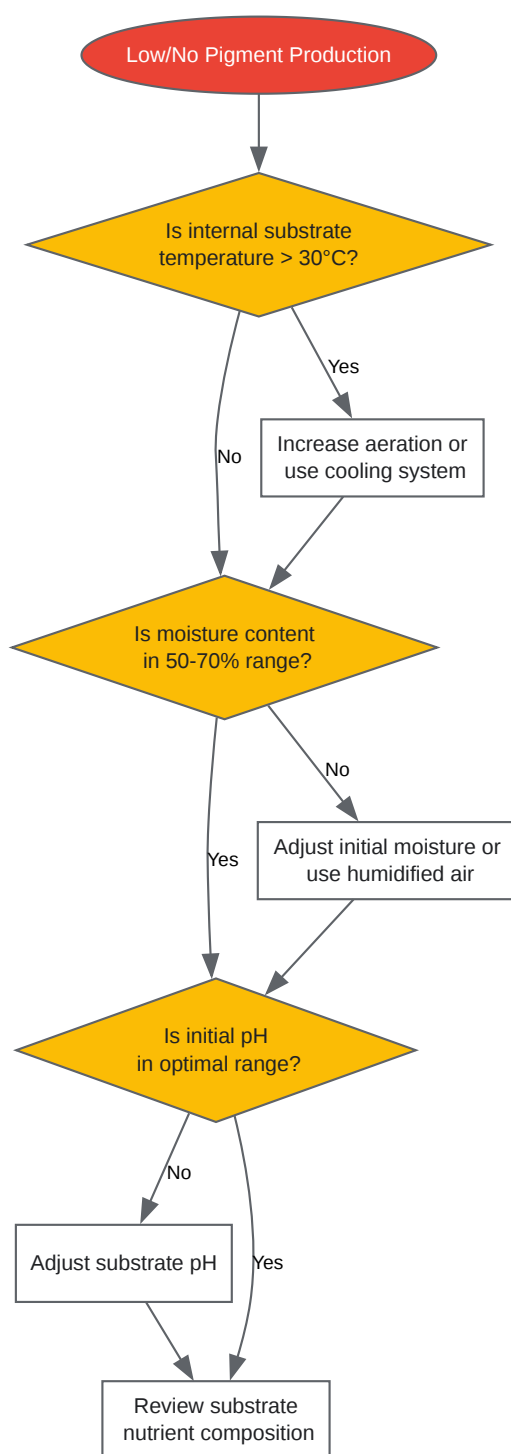 Low/No Pigment Production
Is internal substrate
temperature > 30°C?
Yes
No
Increase aeration or
use cooling system
Is moisture content
in 50-70% range?
No
Yes
Adjust initial moisture or
use humidified air
Is initial pH
in optimal range?
No
Yes
Adjust substrate pH
Review substrate
nutrient composition